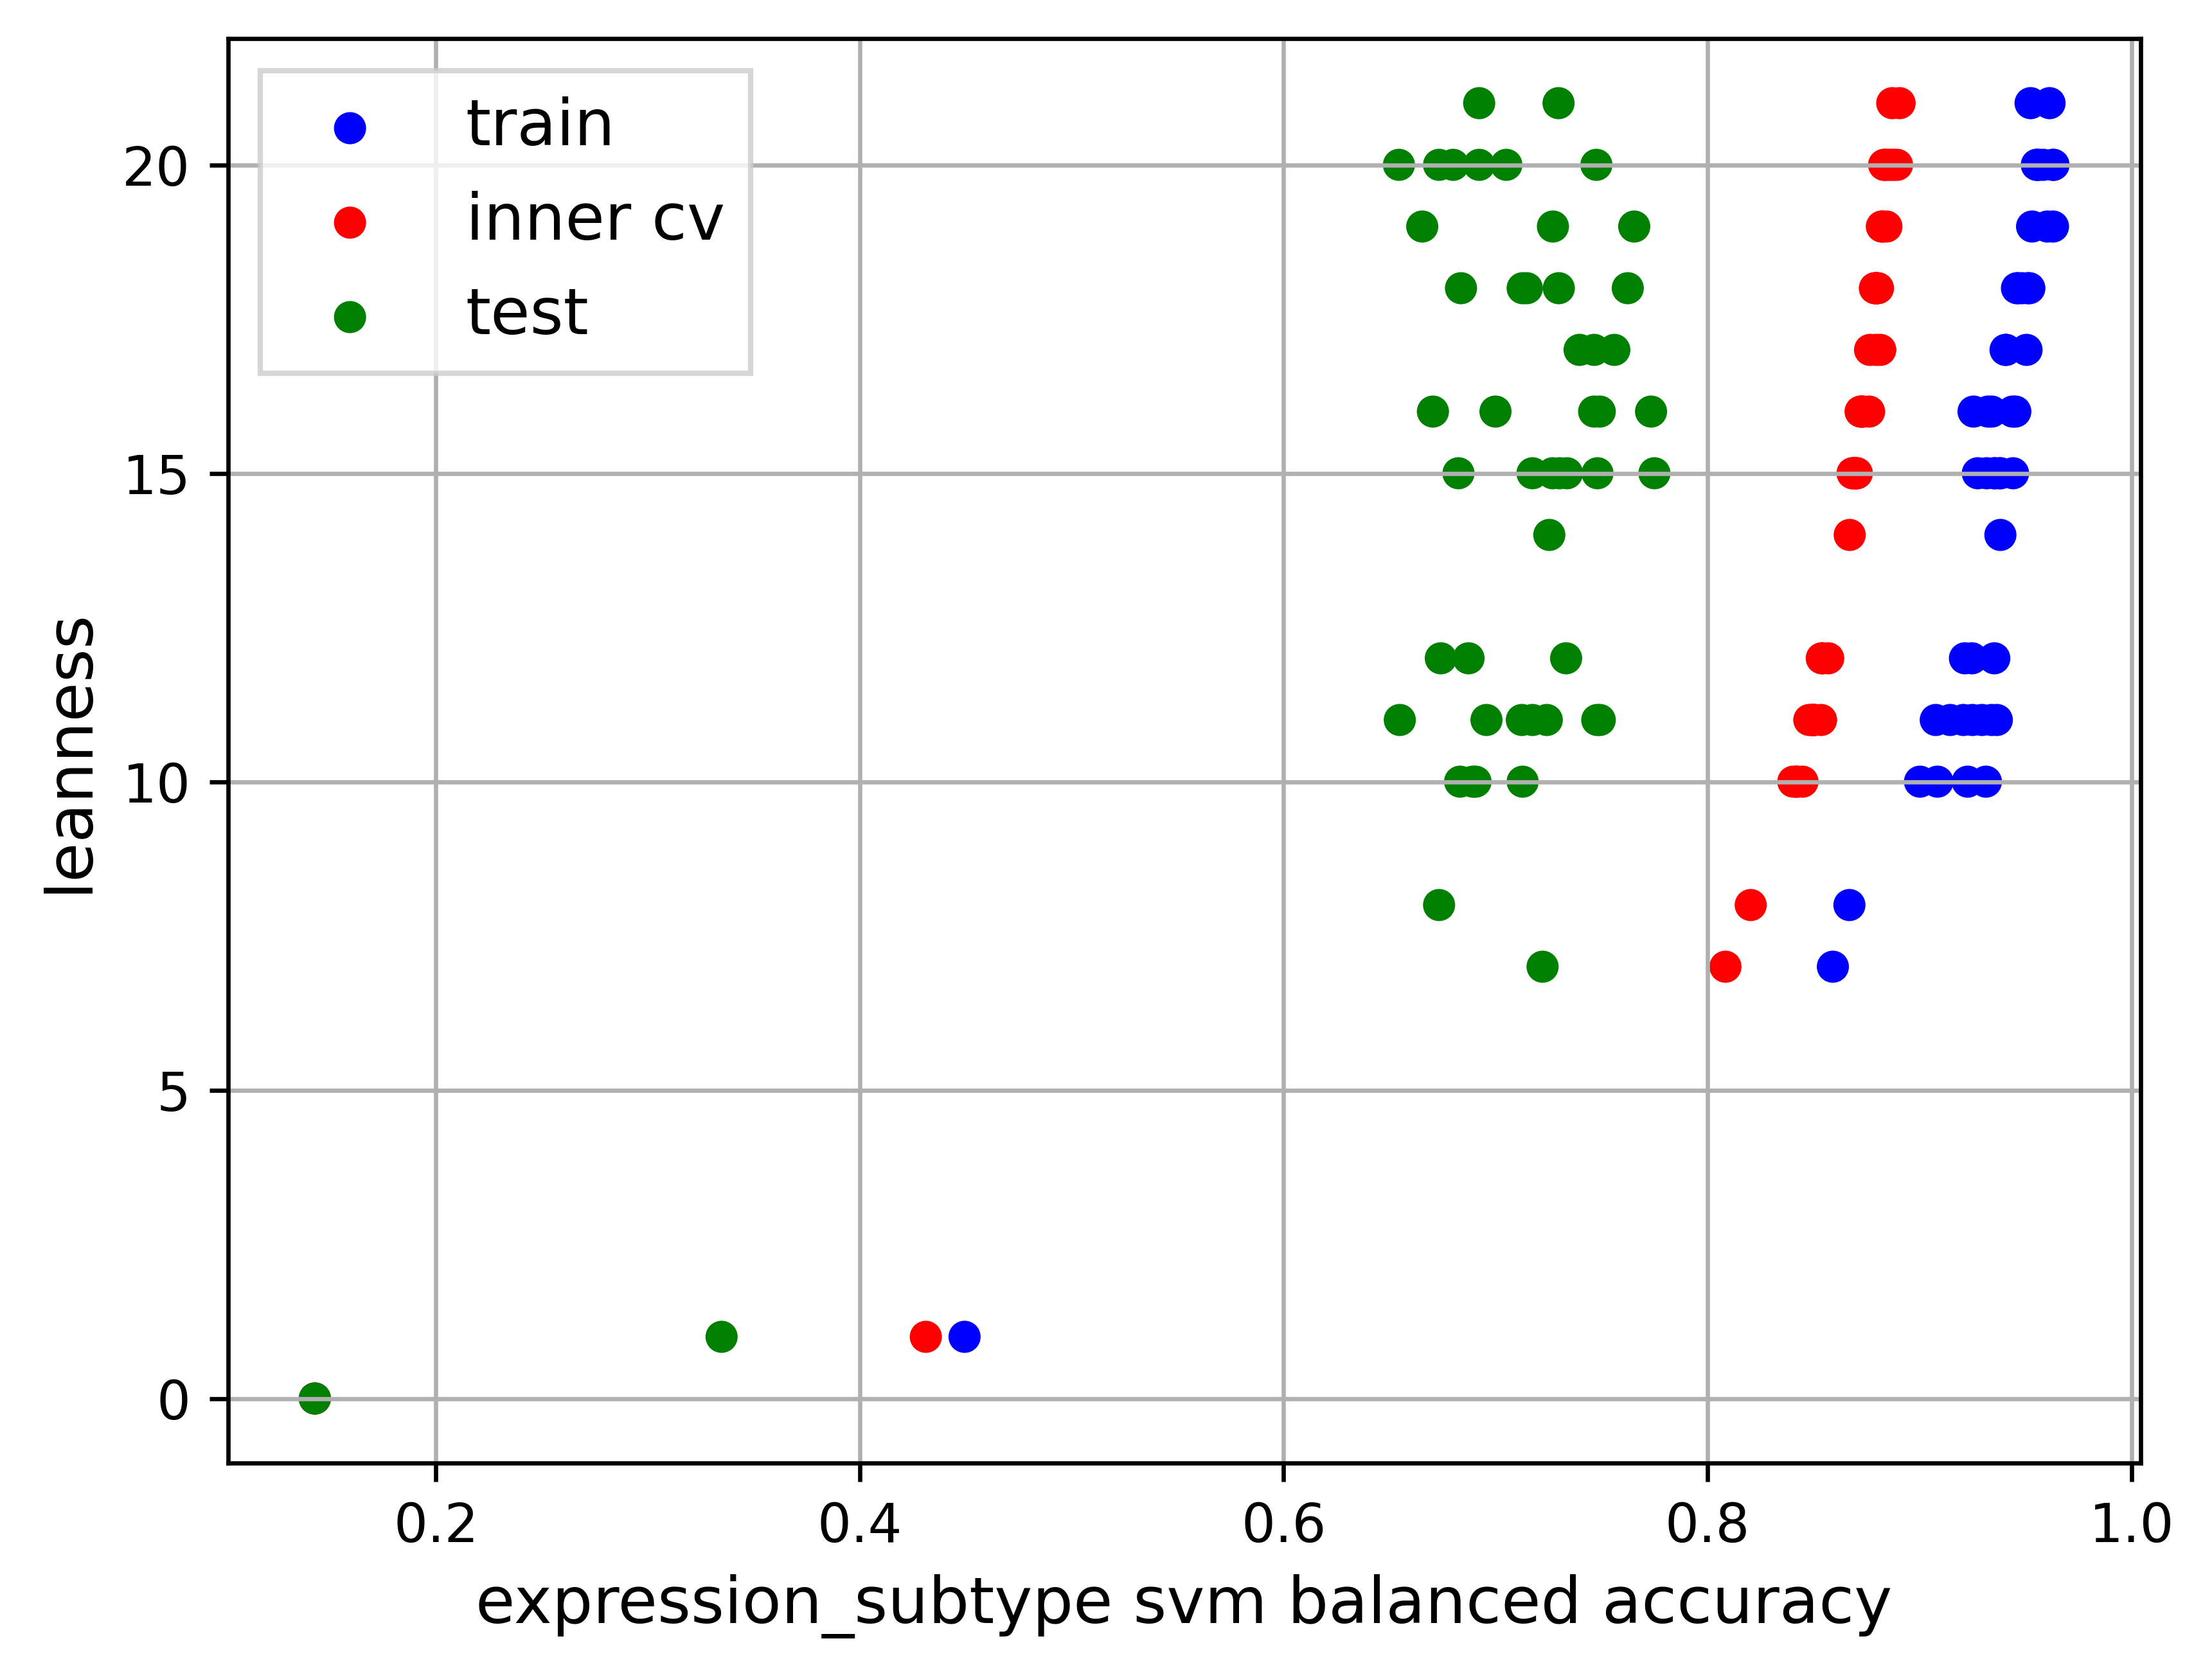 train
inner cv
test
20
15
10
5
0
leanness
0.2 0.4 0.6 0.8 1.0
expression_subtype svm balanced accuracy